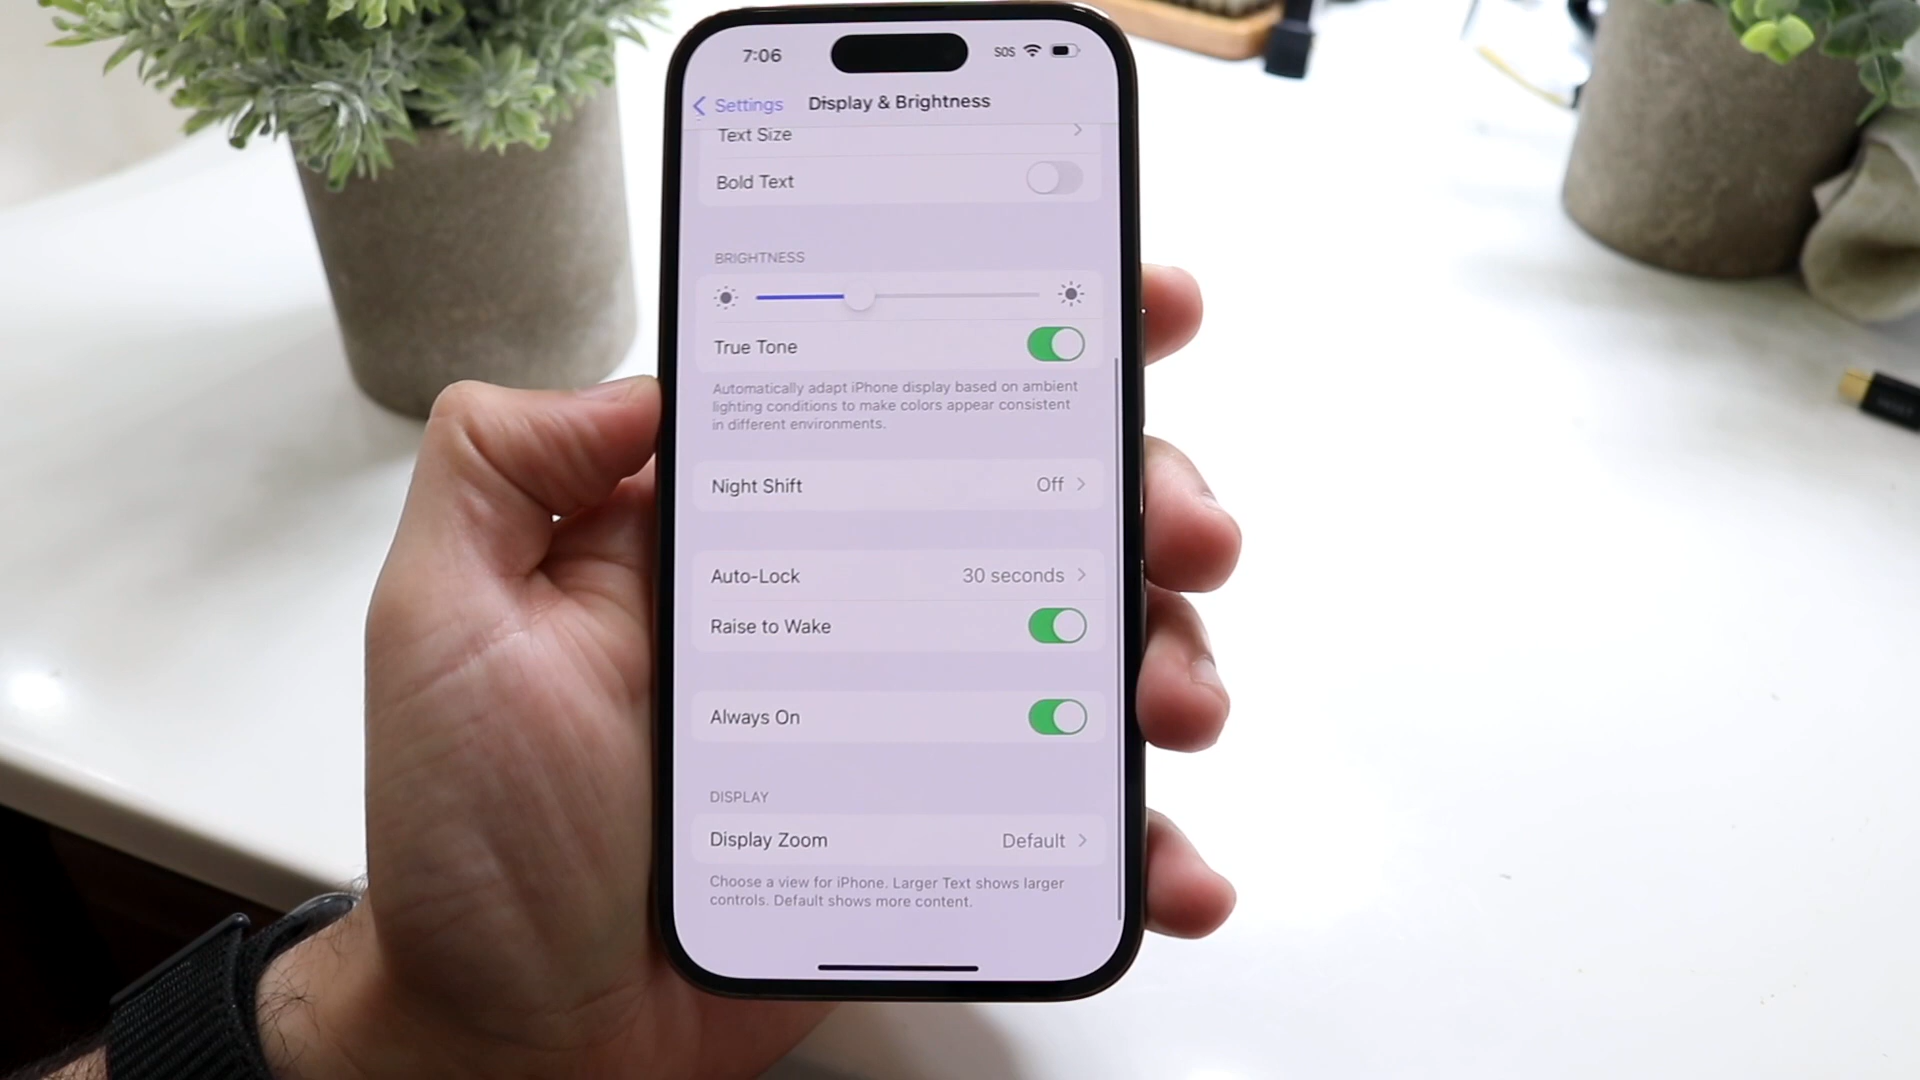 7:06 SOS
Settings Display & Brightness
Text Size
Bold Text
BRIGHTNESS
True Tone
Automatically adapt iPhone display based on ambient
lighting conditions to make colors appear consistent
in different environments.
Night Shift Off
Auto-Lock 30 seconds
Raise to Wake
Always On
DISPLAY
Display Zoom Default
Choose a view for iPhone. Larger Text shows larger
controls. Default shows more content.